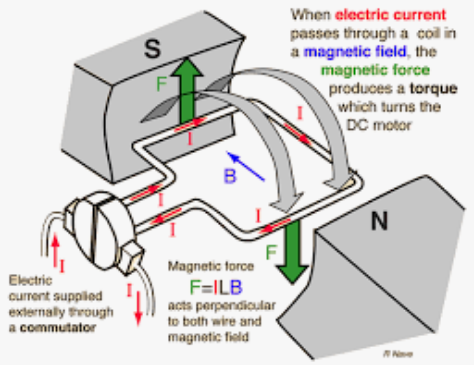 When electric current
passes through a coil in
a magnetic field, the
magnetic force
produces a torque
which turns the
DC motor
S
F
I
I
B
I
I
I
N
F
I
I
Electric
current supplied
externally through
a commutator
Magnetic force
F=ILB
acts perpendicular
to both wire and
magnetic field
R Nave